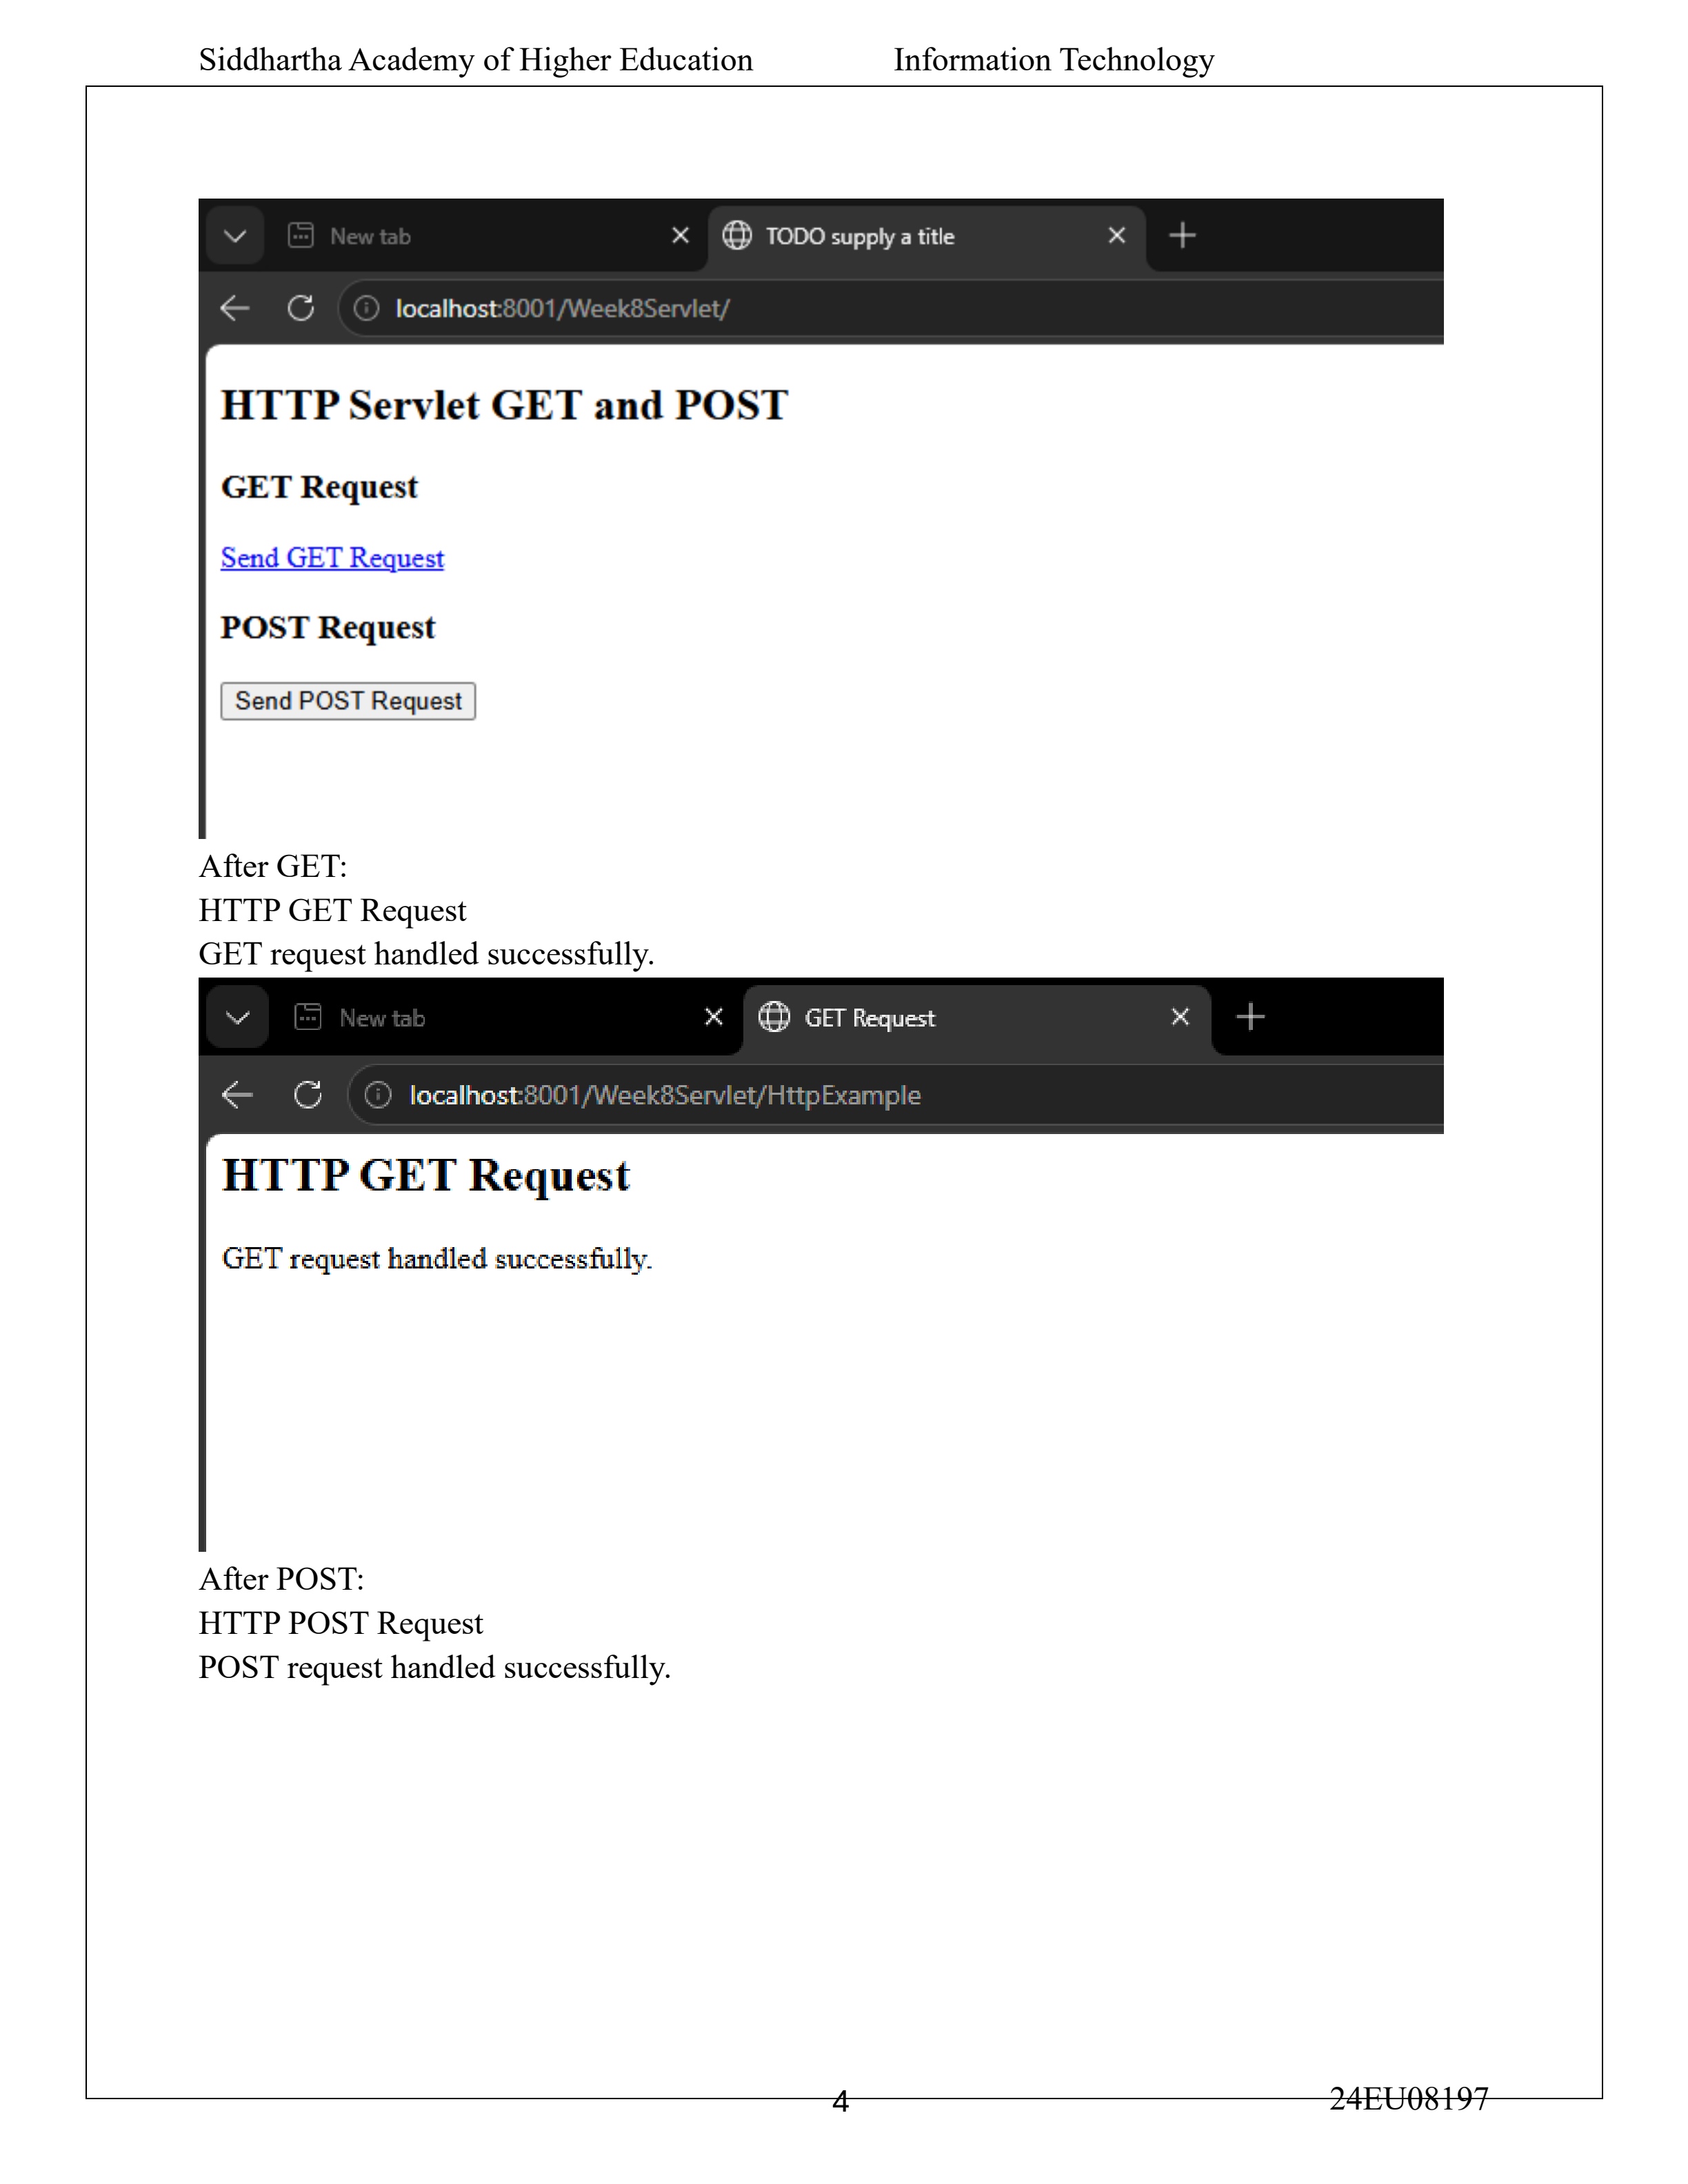 Siddhartha Academy of Higher Education Information Technology
New tab TODO supply a title
localhost:8001/Week8Servlet/
HTTP Servlet GET and POST
GET Request
Send GET Request
POST Request
Send POST Request
After GET:
HTTP GET Request
GET request handled successfully.
New tab GET Request
localhost:8001/Week8Servlet/HttpExample
HTTP GET Request
GET request handled successfully.
After POST:
HTTP POST Request
POST request handled successfully.
4 24EU08197